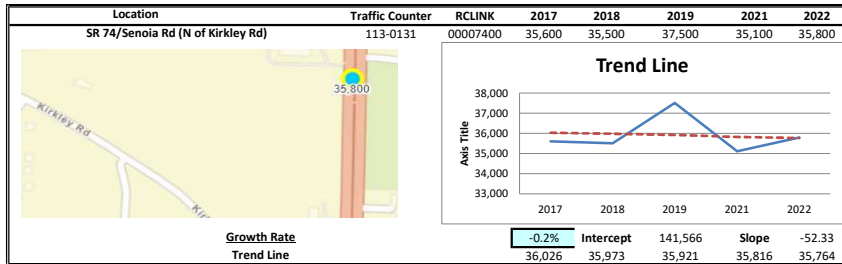 Location Traffic Counter RCLINK 2017 2018 2019 2021 2022
SR 74/Senoia Rd (N of Kirkley Rd) 113-0131 00007400 35,600 35,500 37,500 35,100 35,800
35,800
Kirkley Rd
Kir
Trend Line
Axis Title
38,000
37,000
36,000
35,000
34,000
33,000
2017 2018 2019 2021 2022
Growth Rate -0.2% Intercept 141,566 Slope -52.33
Trend Line 36,026 35,973 35,921 35,816 35,764